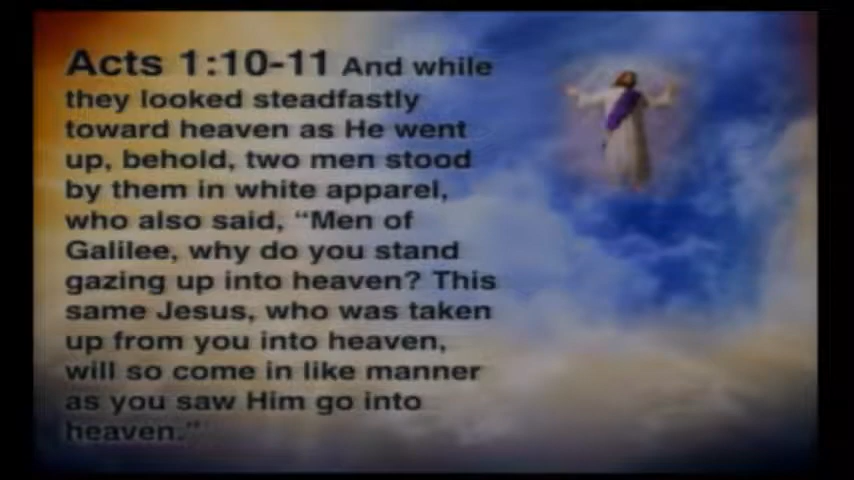 Acts 1:10-11 And while
they looked steadfastly
toward heaven as He went
up, behold, two men stood
by them in white apparel,
who also said, “Men of
Galilee, why do you stand
gazing up into heaven? This
same Jesus, who was taken
up from you into heaven,
will so come in like manner
as you saw Him go into
heaven.”